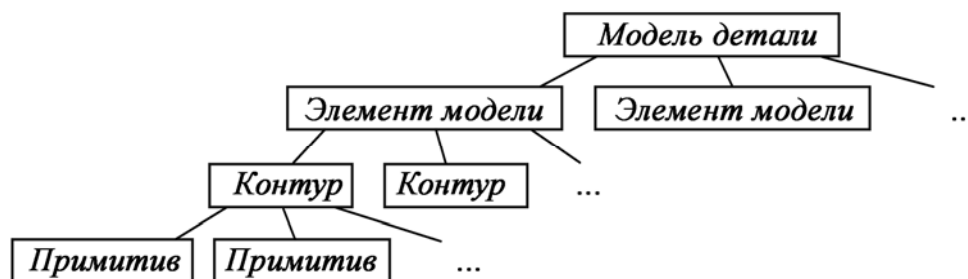 Модель детали
Элемент модели Элемент модели ..
Контур Контур ...
Примитив Примитив ...